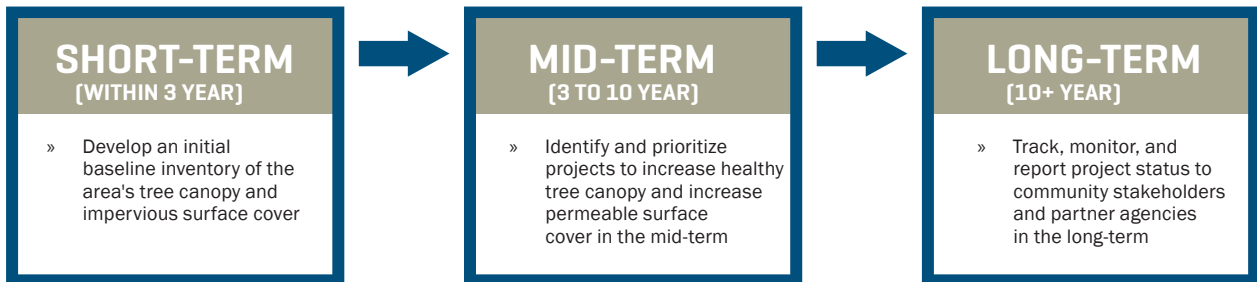 SHORT-TERM
(WITHIN 3 YEAR)
» Develop an initial
baseline inventory of the
area's tree canopy and
impervious surface cover
MID-TERM
(3 TO 10 YEAR)
» Identify and prioritize
projects to increase healthy
tree canopy and increase
permeable surface
cover in the mid-term
LONG-TERM
(10+ YEAR)
» Track, monitor, and
report project status to
community stakeholders
and partner agencies
in the long-term